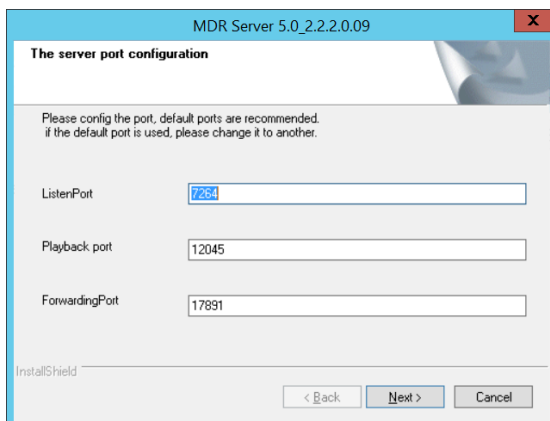 MDR Server 5.0_2.2.2.0.09
x
The server port configuration
Please config the port, default ports are recommended.
if the default port is used, please change it to another.
ListenPort 7264
Playback port 12045
ForwardingPort 17891
InstallShield
< Back Next > Cancel